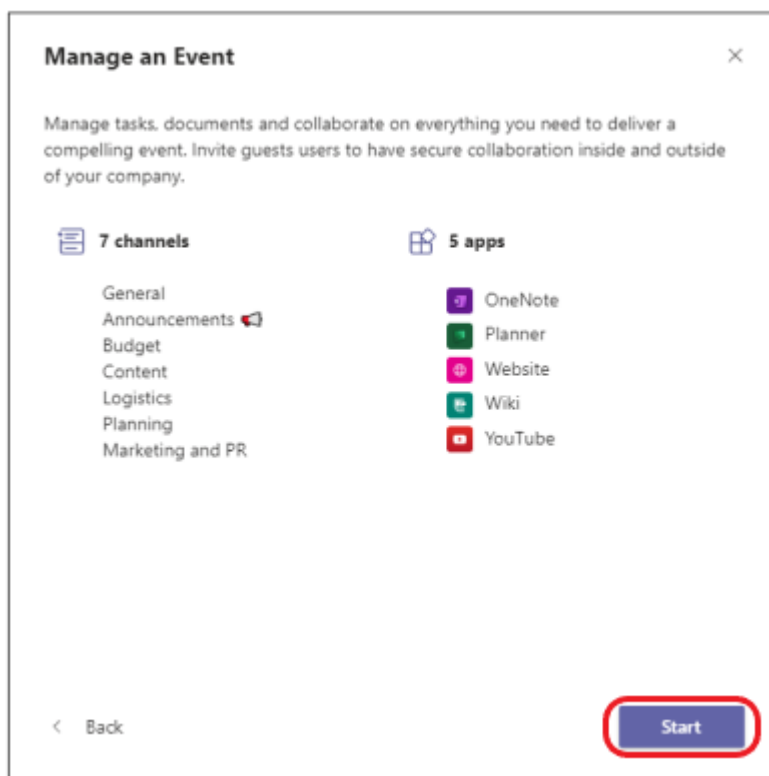 Manage an Event
Manage tasks, documents and collaborate on everything you need to deliver a
compelling event. Invite guests users to have secure collaboration inside and outside
of your company.
7 channels
General
Announcements 📢
Budget
Content
Logistics
Planning
Marketing and PR
5 apps
OneNote
Planner
Website
Wiki
YouTube
Back
Start